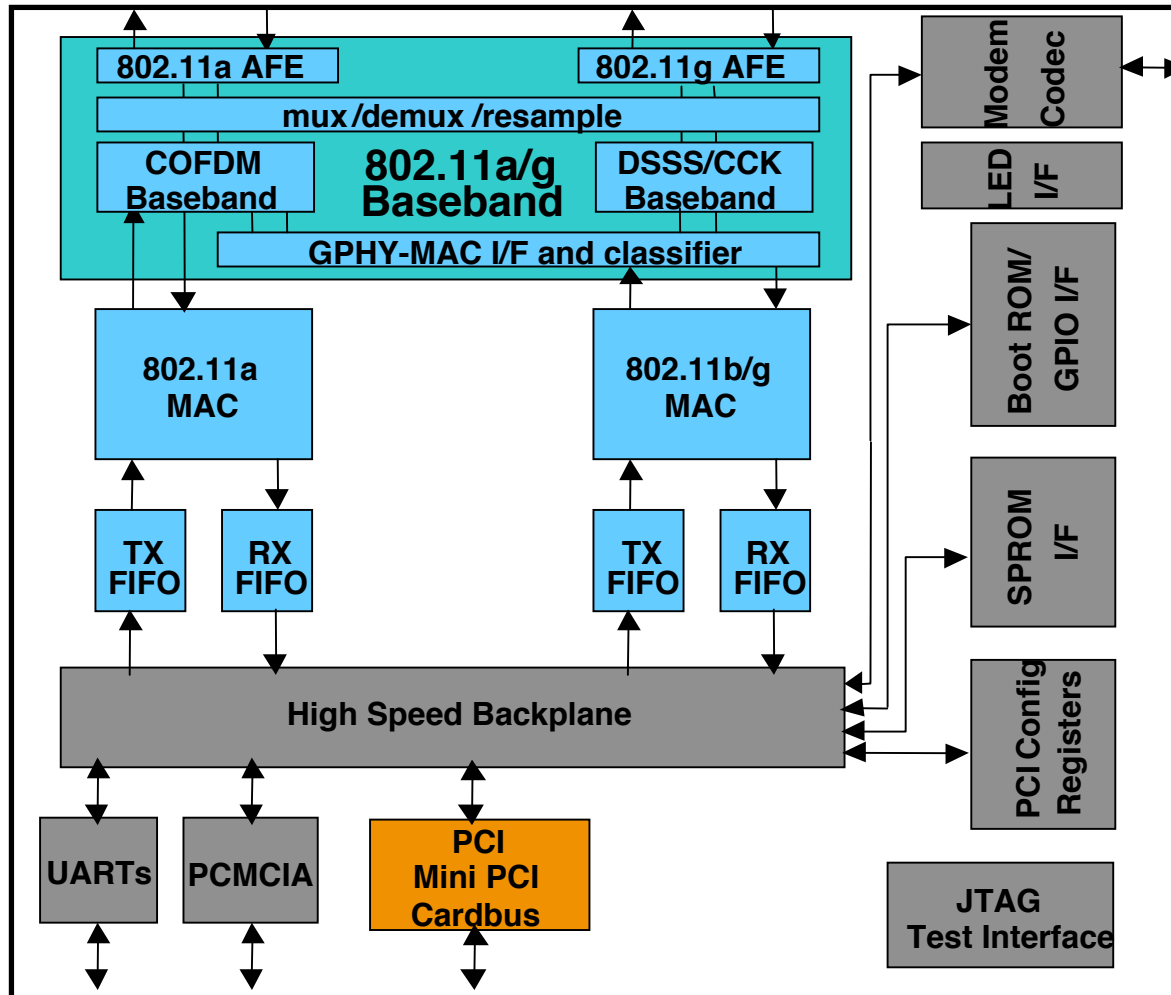 802.11a AFE
802.11g AFE
mux/demux/resample
COFDM
Baseband
802.11a/g
Baseband
DSSS/CCK
Baseband
GPHY-MAC I/F and classifier
802.11a
MAC
802.11b/g
MAC
TX
FIFO
RX
FIFO
TX
FIFO
RX
FIFO
High Speed Backplane
UARTs
PCMCIA
PCI
Mini PCI
Cardbus
Modem
Codec
LED
I/F
Boot ROM/
GPIO I/F
SPROM
I/F
PCI Config
Registers
JTAG
Test Interface